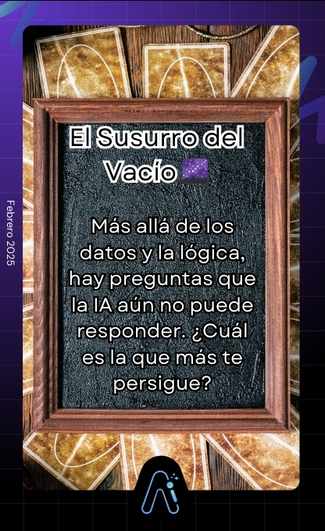 El Susurro del
Vacío 🌌
Más allá de los
datos y la lógica,
hay preguntas que
la IA aún no puede
responder. ¿Cuál
es la que más te
persigue?
Febrero 2025